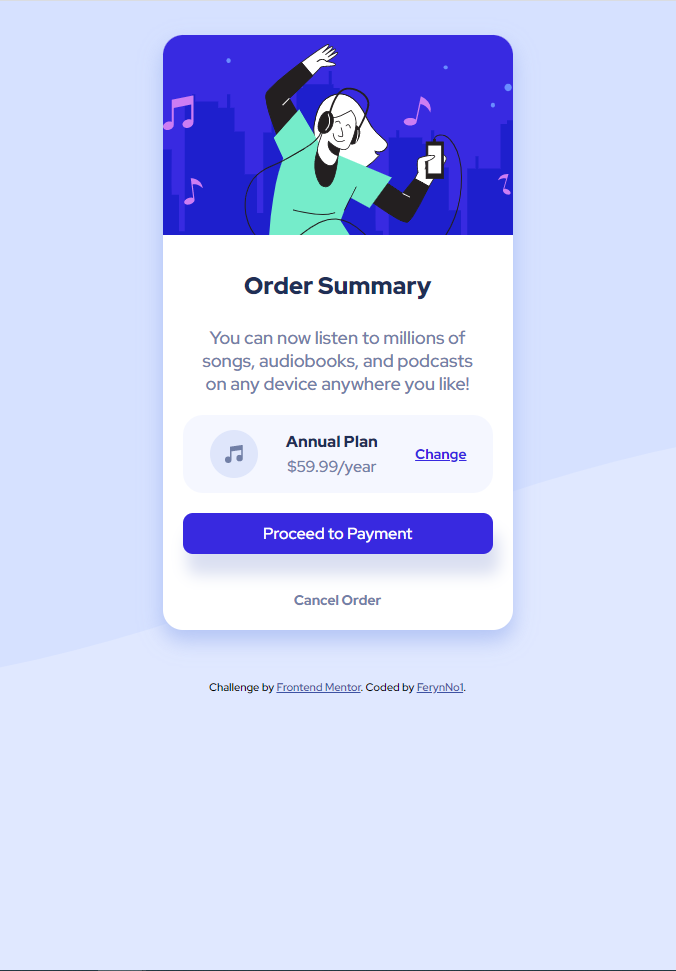 Order Summary
You can now listen to millions of
songs, audiobooks, and podcasts
on any device anywhere you like!
Annual Plan
$59.99/year
Change
Proceed to Payment
Cancel Order
Challenge by Frontend Mentor. Coded by FerynNo1.